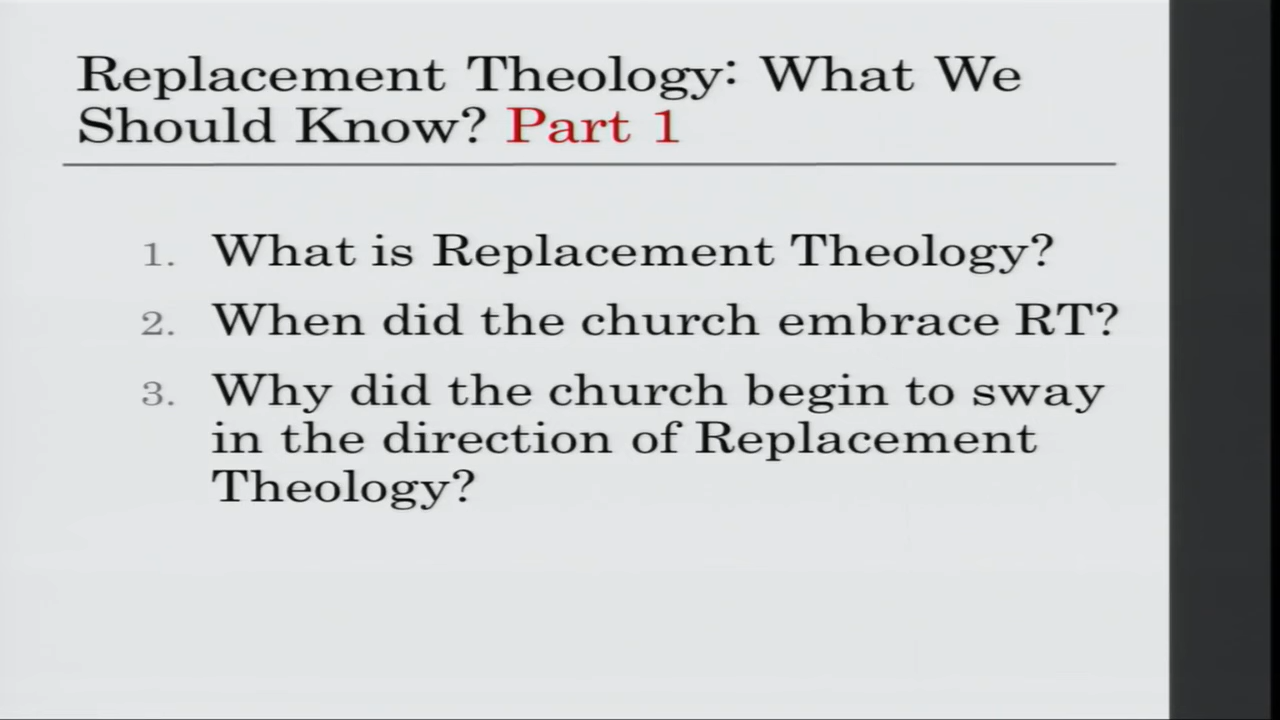 Replacement Theology: What We
Should Know? Part 1
1. What is Replacement Theology?
2. When did the church embrace RT?
3. Why did the church begin to sway
in the direction of Replacement
Theology?